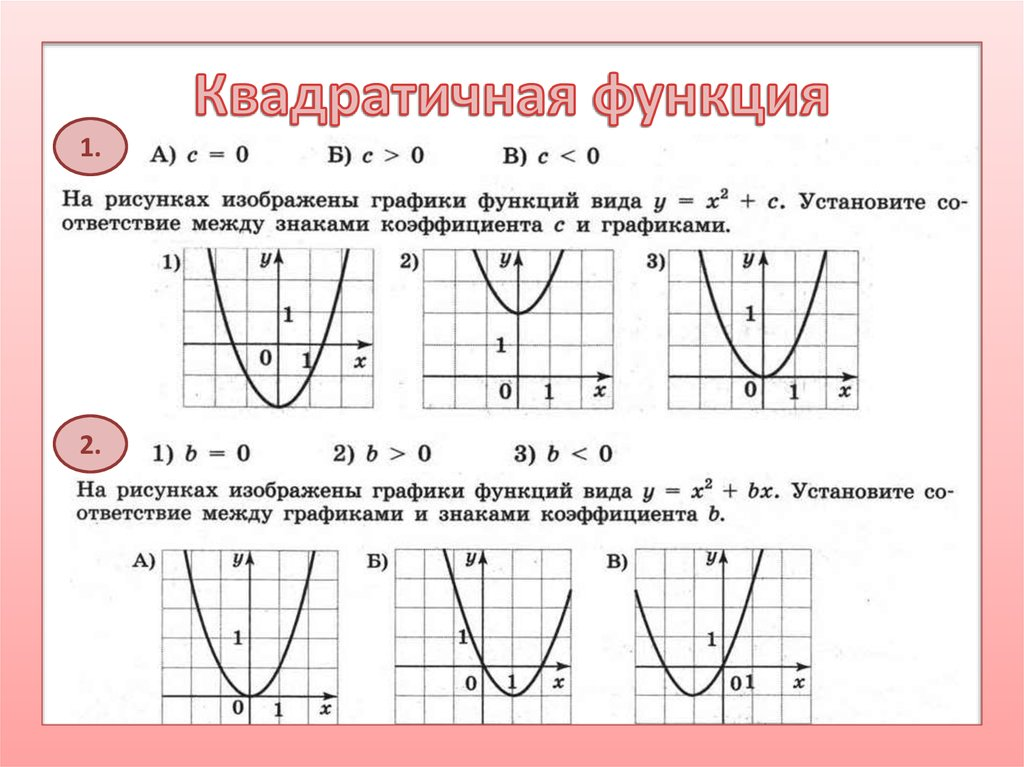 Квадратичная функция
1.
А) c = 0 Б) c > 0 В) c < 0
На рисунках изображены графики функций вида y = x² + c. Установите со-
ответствие между знаками коэффициента c и графиками.
1) y 1 0 1 x
2) y 1 0 1 x
3) y 1 0 1 x
2.
1) b = 0 2) b > 0 3) b < 0
На рисунках изображены графики функций вида y = x² + bx. Установите со-
ответствие между графиками и знаками коэффициента b.
А) y 1 0 1 x
Б) y 1 0 1 x
В) y 1 0 1 x